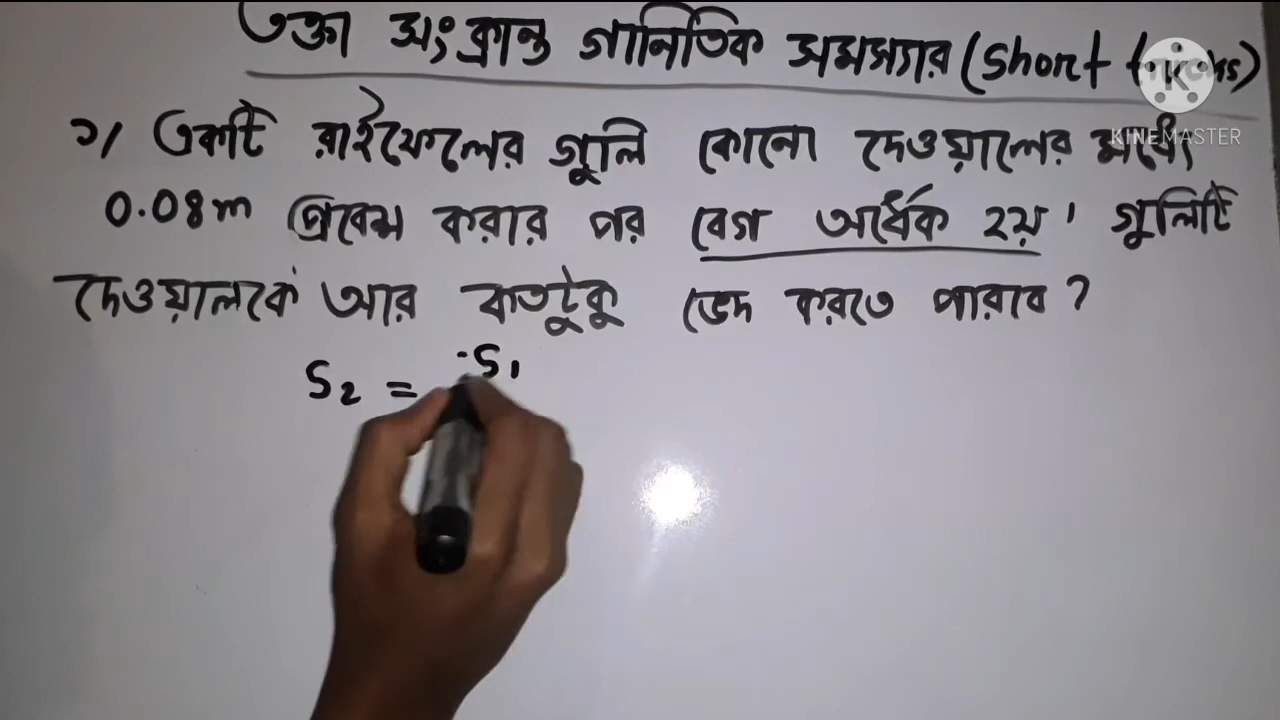 তক্তা সংক্রান্ত গানিতিক সমস্যার (Short
১/ একটি রাইফেলের গুলি কোনো দেওয়ালের মধ্যে
0.08m প্রবেশ করার পর বেগ অর্ধেক হয়। গুলিটি
দেওয়ালকে আর কতটুকু ভেদ করতে পারবে ?
S₂ = S₁
K
KINEMASTER